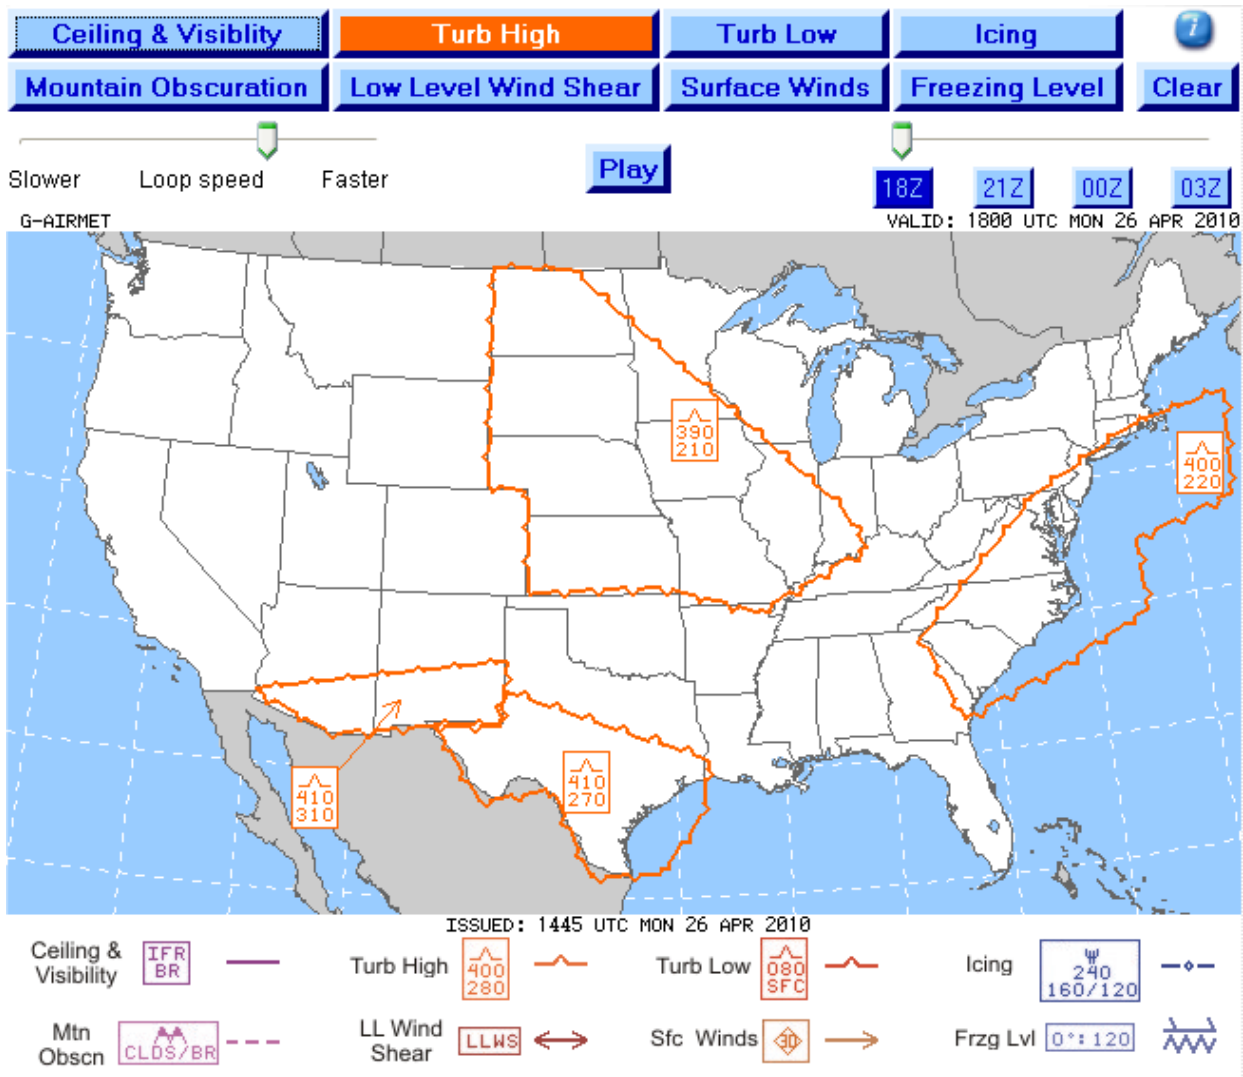 Ceiling & Visiblity Turb High Turb Low Icing i
Mountain Obscuration Low Level Wind Shear Surface Winds Freezing Level Clear
Slower Loop speed Faster Play 18Z 21Z 00Z 03Z
G-AIRMET VALID: 1800 UTC MON 26 APR 2010
390
210
400
220
410
270
410
310
ISSUED: 1445 UTC MON 26 APR 2010
Ceiling &
Visibility
IFR
BR
Turb High
400
280
Turb Low
080
SFC
Icing
240
160/120
Mtn
Obscn
CLDS/BR
LL Wind
Shear
LLWS
Sfc Winds
30
Frzg Lvl
0°:120